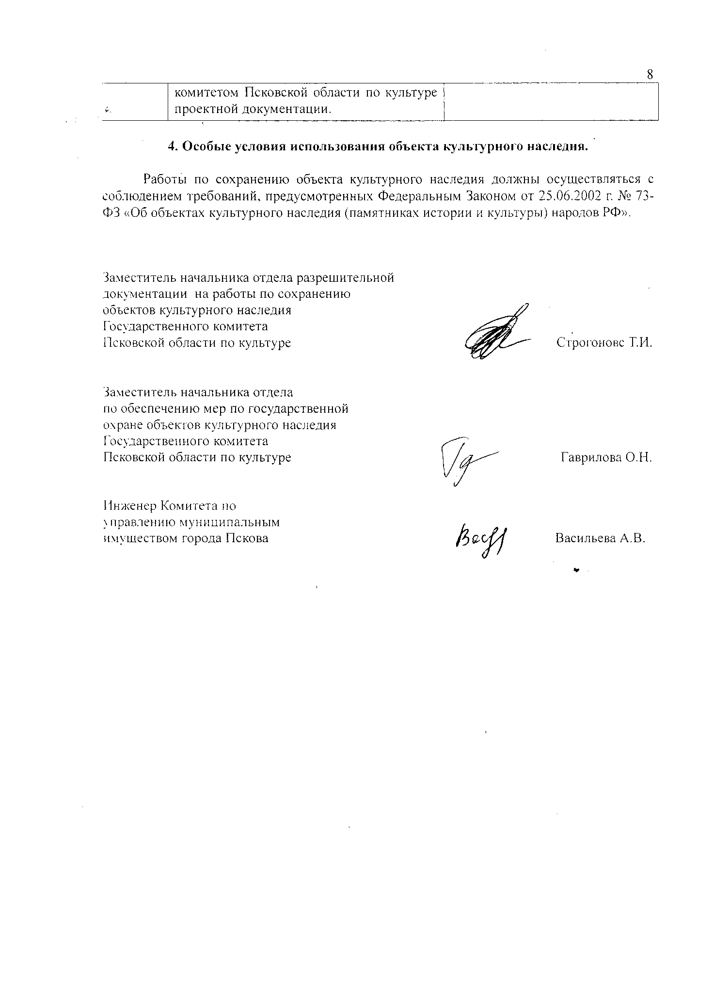 8
комитетом Псковской области по культуре
проектной документации.
4. Особые условия использования объекта культурного наследия.
Работы по сохранению объекта культурного наследия должны осуществляться с
соблюдением требований, предусмотренных Федеральным Законом от 25.06.2002 г. № 73-
ФЗ «Об объектах культурного наследия (памятниках истории и культуры) народов РФ».
Заместитель начальника отдела разрешительной
документации на работы по сохранению
объектов культурного наследия
Государственного комитета
Псковской области по культуре Строгонове Т.И.
Заместитель начальника отдела
по обеспечению мер по государственной
охране объектов культурного наследия
Государственного комитета
Псковской области по культуре Гаврилова О.Н.
Инженер Комитета по
управлению муниципальным
имуществом города Пскова Васильева А.В.